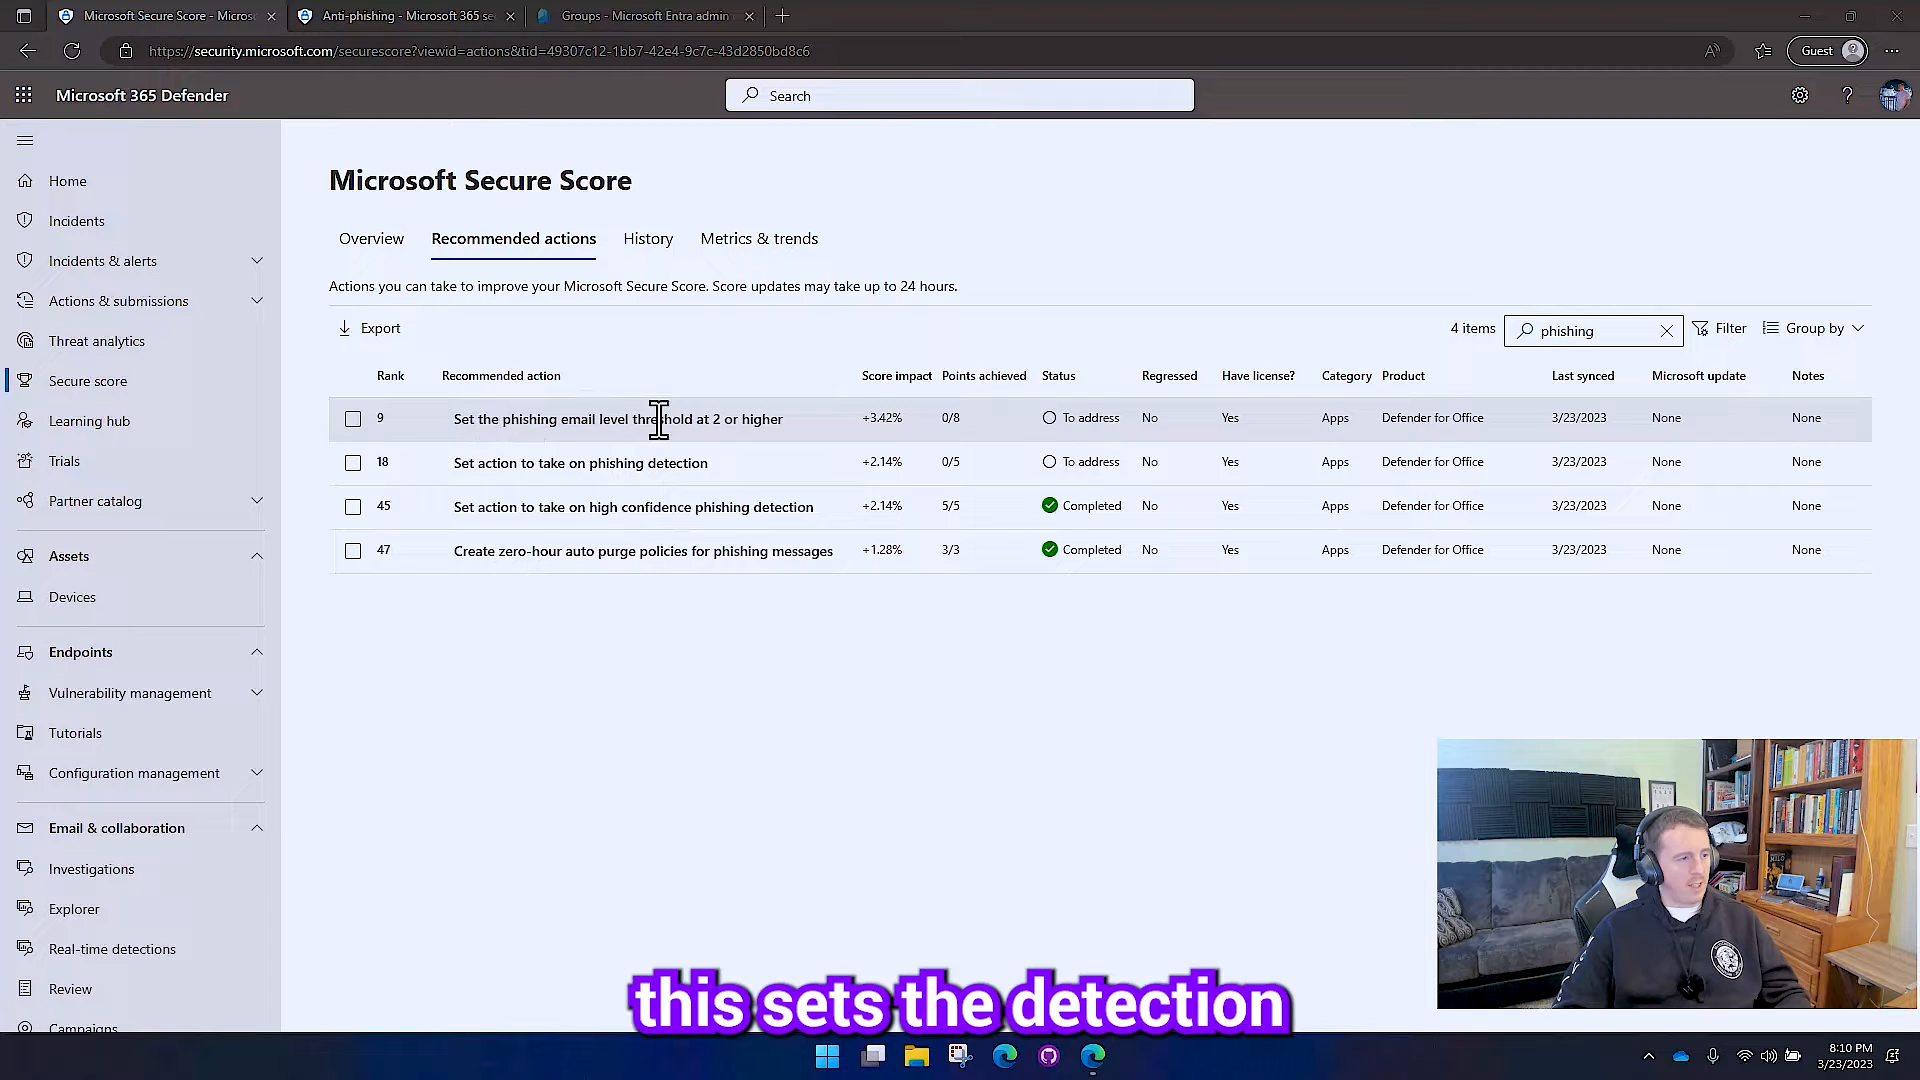 Microsoft Secure Score - Micros
Anti-phishing - Microsoft 365 se
Groups - Microsoft Entra admin
https://security.microsoft.com/securescore?viewid=actions&tid=49307c12-1bb7-42e4-9c7c-43d2850bd8c6
Guest
Microsoft 365 Defender
Search
Home
Incidents
Incidents & alerts
Actions & submissions
Threat analytics
Secure score
Learning hub
Trials
Partner catalog
Assets
Devices
Endpoints
Vulnerability management
Tutorials
Configuration management
Email & collaboration
Investigations
Explorer
Real-time detections
Review
Campaigns
Microsoft Secure Score
Overview Recommended actions History Metrics & trends
Actions you can take to improve your Microsoft Secure Score. Score updates may take up to 24 hours.
Export
4 items phishing Filter Group by
Rank Recommended action Score impact Points achieved Status Regressed Have license? Category Product Last synced Microsoft update Notes
9 Set the phishing email level threshold at 2 or higher +3.42% 0/8 To address No Yes Apps Defender for Office 3/23/2023 None None
18 Set action to take on phishing detection +2.14% 0/5 To address No Yes Apps Defender for Office 3/23/2023 None None
45 Set action to take on high confidence phishing detection +2.14% 5/5 Completed No Yes Apps Defender for Office 3/23/2023 None None
47 Create zero-hour auto purge policies for phishing messages +1.28% 3/3 Completed No Yes Apps Defender for Office 3/23/2023 None None
this sets the detection
8:10 PM
3/23/2023